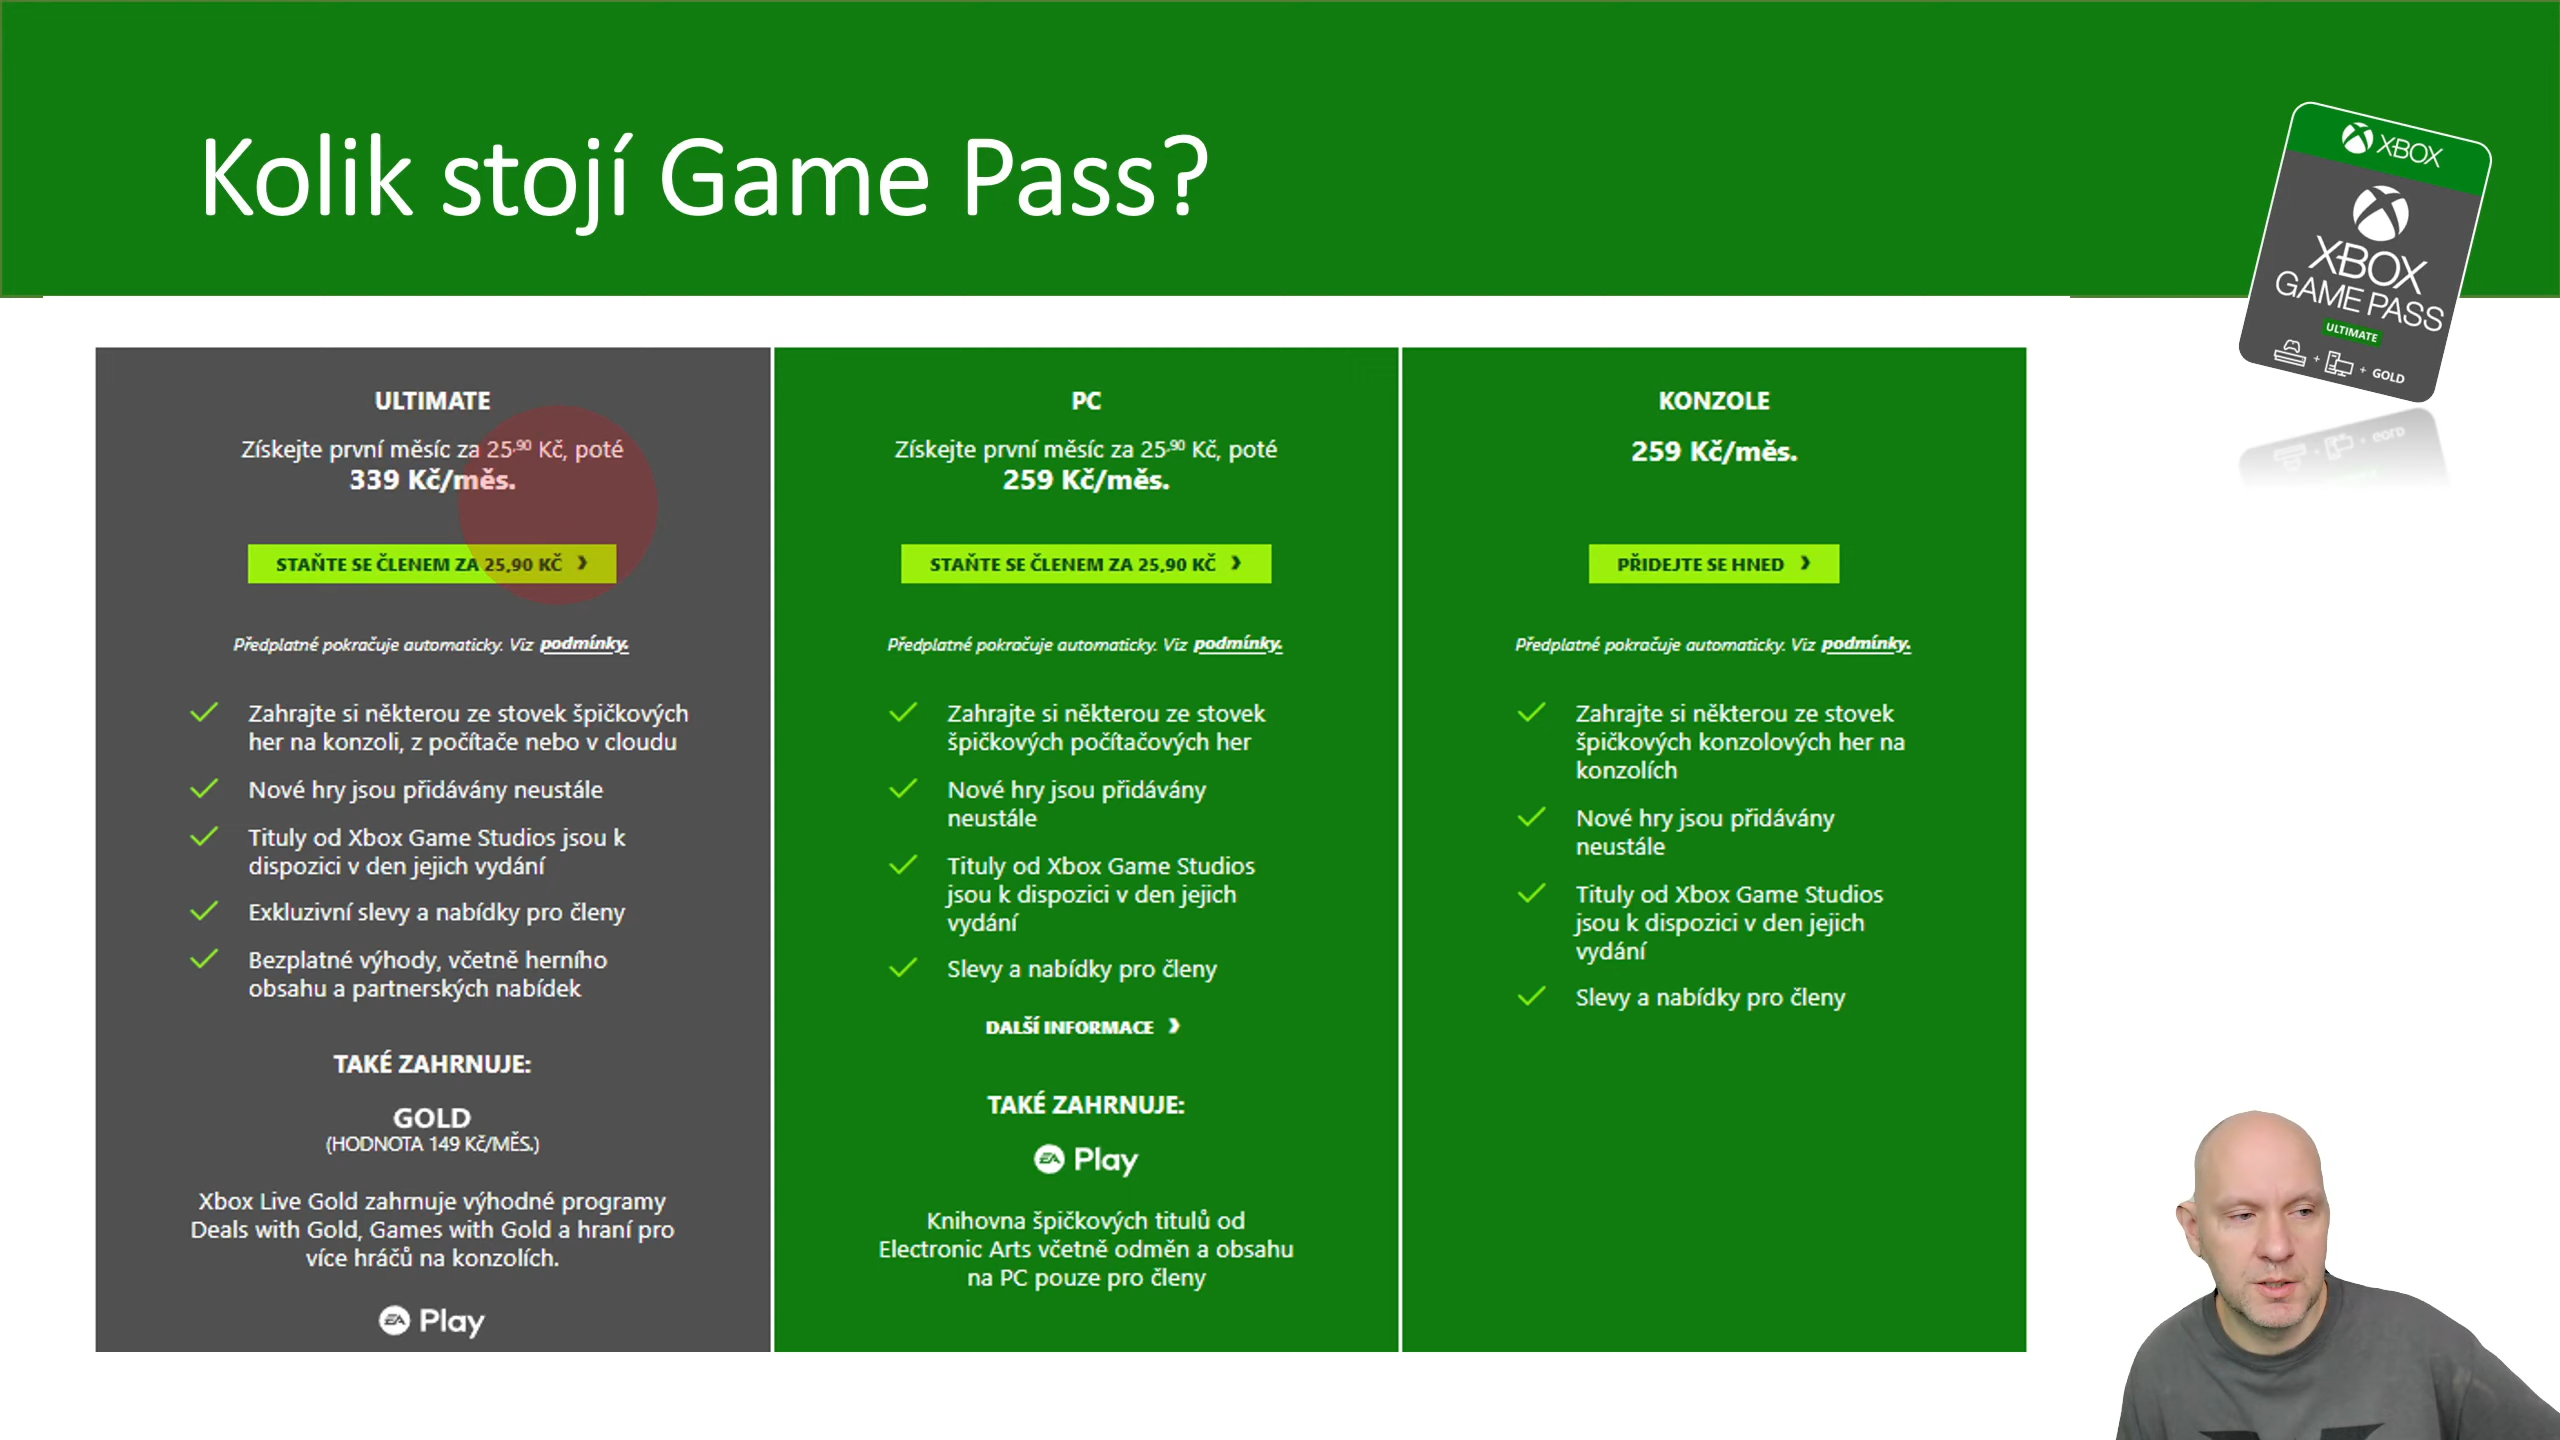 Kolik stojí Game Pass?
XBOX
XBOX
GAME PASS
ULTIMATE
+ + GOLD
ULTIMATE
Získejte první měsíc za 25,90 Kč, poté
339 Kč/měs.
STAŇTE SE ČLENEM ZA 25,90 KČ
Předplatné pokračuje automaticky. Viz podmínky.
Zahrajte si některou ze stovek špičkových
her na konzoli, z počítače nebo v cloudu
Nové hry jsou přidávány neustále
Tituly od Xbox Game Studios jsou k
dispozici v den jejich vydání
Exkluzivní slevy a nabídky pro členy
Bezplatné výhody, včetně herního
obsahu a partnerských nabídek
TAKÉ ZAHRNUJE:
GOLD
(HODNOTA 149 Kč/MĚS.)
Xbox Live Gold zahrnuje výhodné programy
Deals with Gold, Games with Gold a hraní pro
více hráčů na konzolích.
EA Play
PC
Získejte první měsíc za 25,90 Kč, poté
259 Kč/měs.
STAŇTE SE ČLENEM ZA 25,90 KČ
Předplatné pokračuje automaticky. Viz podmínky.
Zahrajte si některou ze stovek
špičkových počítačových her
Nové hry jsou přidávány
neustále
Tituly od Xbox Game Studios
jsou k dispozici v den jejich
vydání
Slevy a nabídky pro členy
DALŠÍ INFORMACE
TAKÉ ZAHRNUJE:
EA Play
Knihovna špičkových titulů od
Electronic Arts včetně odměn a obsahu
na PC pouze pro členy
KONZOLE
259 Kč/měs.
PŘIDEJTE SE HNED
Předplatné pokračuje automaticky. Viz podmínky.
Zahrajte si některou ze stovek
špičkových konzolových her na
konzolích
Nové hry jsou přidávány
neustále
Tituly od Xbox Game Studios
jsou k dispozici v den jejich
vydání
Slevy a nabídky pro členy